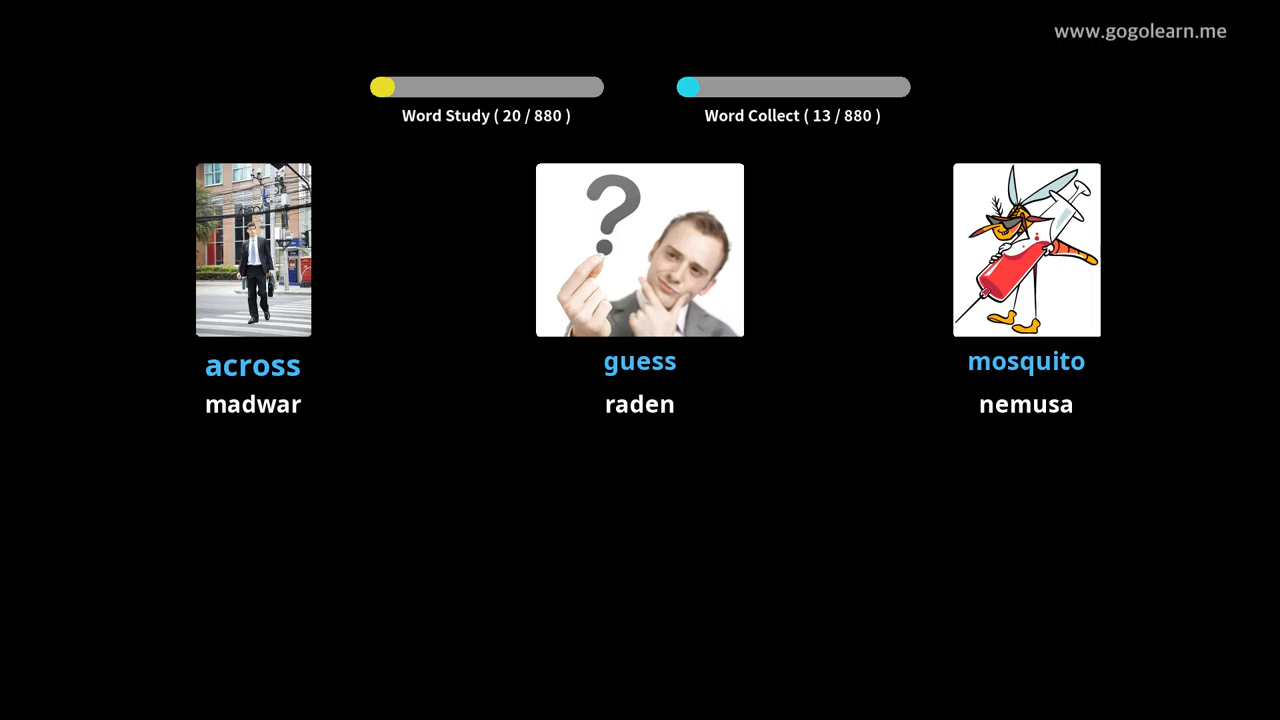 www.gogolearn.me
Word Study ( 20 / 880 )
Word Collect ( 13 / 880 )
across
guess
mosquito
madwar
raden
nemusa